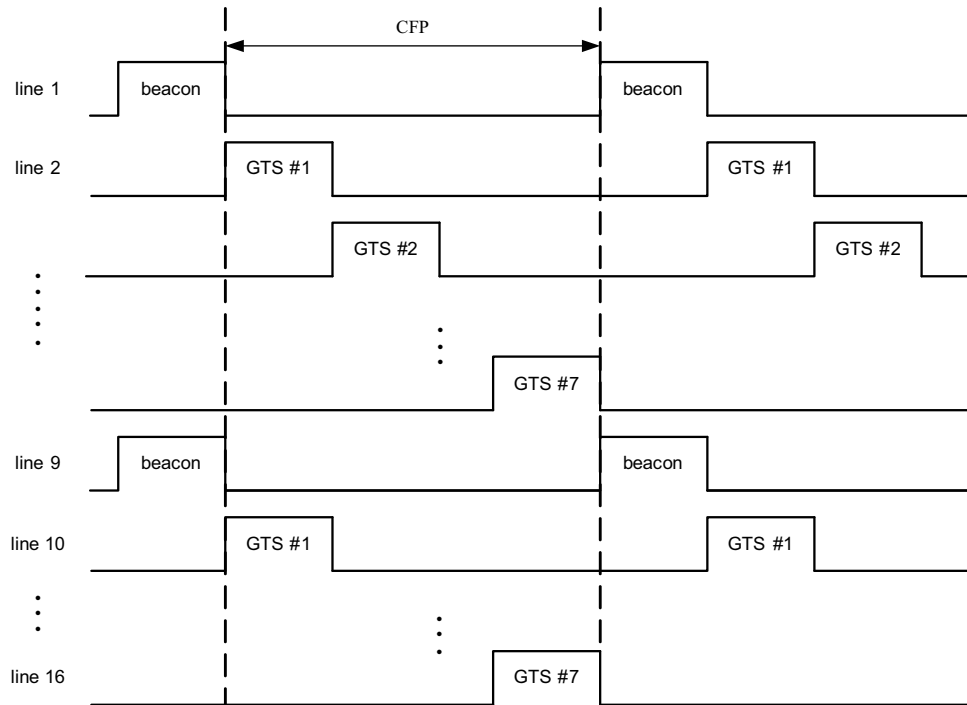 CFP
line 1 beacon beacon
line 2 GTS #1 GTS #1
GTS #2 GTS #2
GTS #7
line 9 beacon beacon
line 10 GTS #1 GTS #1
line 16 GTS #7